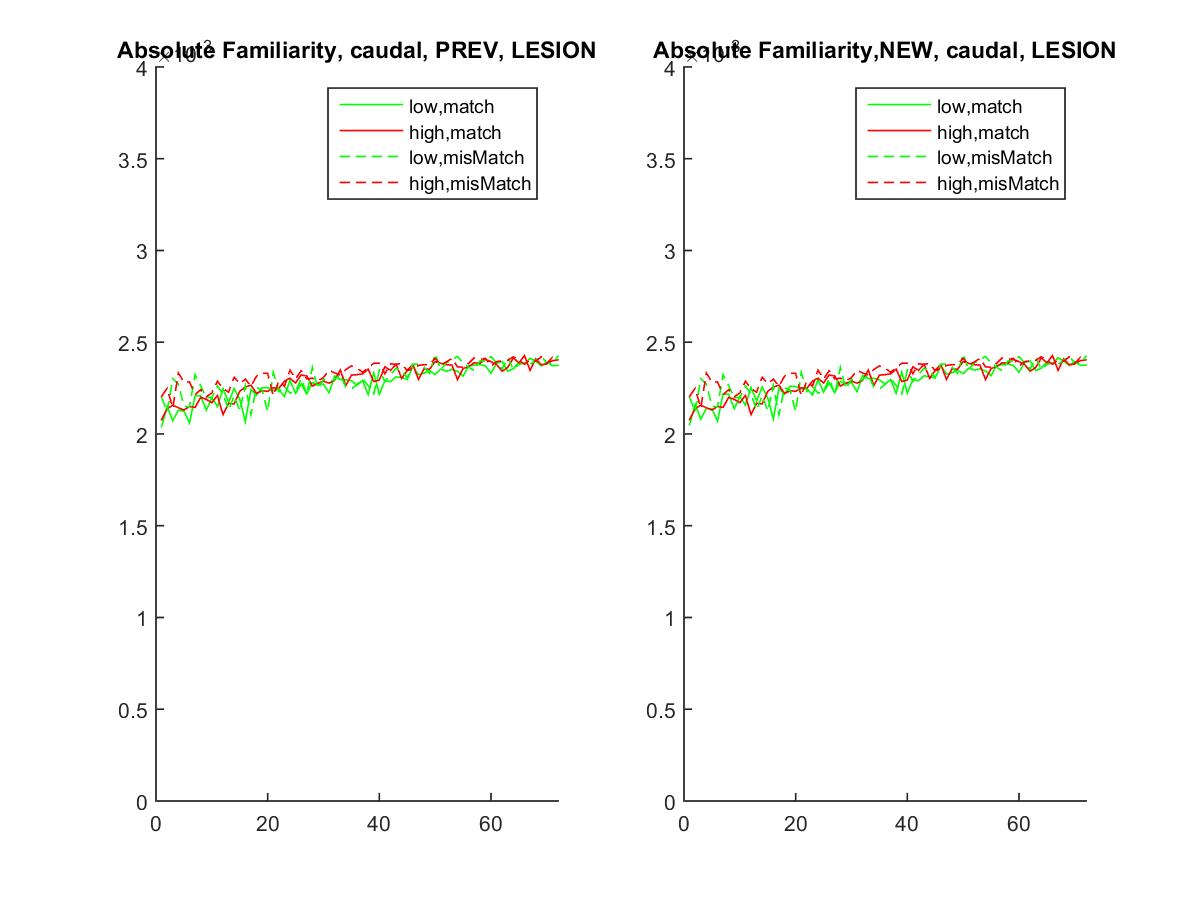 Absolute Familiarity, caudal, PREV, LESION
4
3.5
3
2.5
2
1.5
1
0.5
0
0 20 40 60
low,match
high,match
low,misMatch
high,misMatch
Absolute Familiarity,NEW, caudal, LESION
4
3.5
3
2.5
2
1.5
1
0.5
0
0 20 40 60
low,match
high,match
low,misMatch
high,misMatch